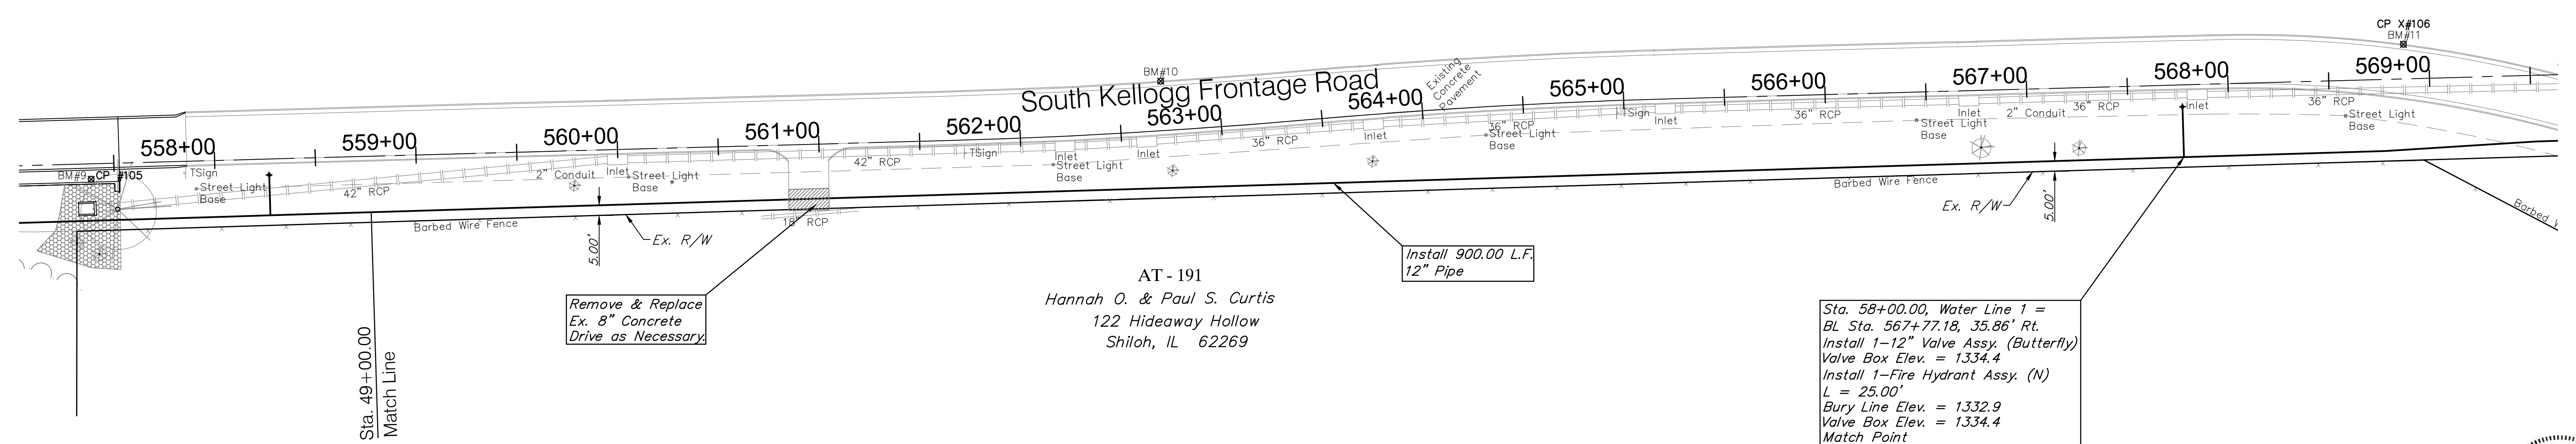 CP X#106
BM#11
BM#10
South Kellogg Frontage Road
Existing
Concrete
Pavement
558+00
559+00
560+00
561+00
562+00
563+00
564+00
565+00
566+00
567+00
568+00
569+00
BM#9
CP #105
TSign
Street Light
Base
42" RCP
2" Conduit
Inlet
Street Light
Base
42" RCP
TSign
Inlet
Street Light
Base
Inlet
36" RCP
Inlet
36" RCP
Street Light
Base
TSign
Inlet
36" RCP
Street Light
Base
Inlet
2" Conduit
36" RCP
Inlet
36" RCP
Street Light
Base
Barbed Wire Fence
5.00'
Ex. R/W
18" RCP
Barbed Wire Fence
Ex. R/W
5.00'
Barbed
Install 900.00 L.F.
12" Pipe
AT - 191
Hannah O. & Paul S. Curtis
122 Hideaway Hollow
Shiloh, IL 62269
Remove & Replace
Ex. 8" Concrete
Drive as Necessary.
Sta. 49+00.00
Match Line
Sta. 58+00.00, Water Line 1 =
BL Sta. 567+77.18, 35.86' Rt.
Install 1-12" Valve Assy. (Butterfly)
Valve Box Elev. = 1334.4
Install 1-Fire Hydrant Assy. (N)
L = 25.00'
Bury Line Elev. = 1332.9
Valve Box Elev. = 1334.4
Match Point